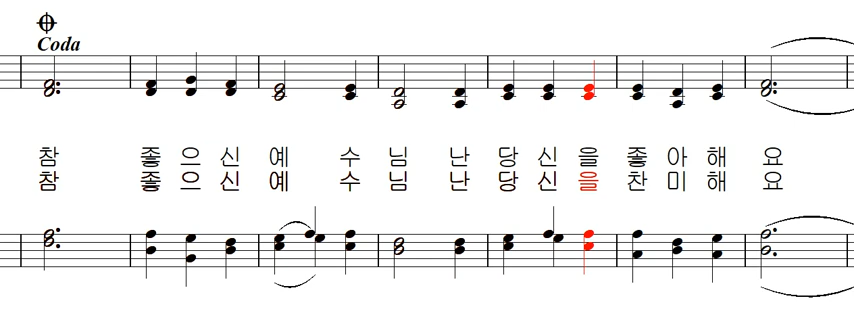 Coda
참 좋 으 신 예 수 님 난 당 신 을 좋 아 해 요
참 좋 으 신 예 수 님 난 당 신 을 찬 미 해 요